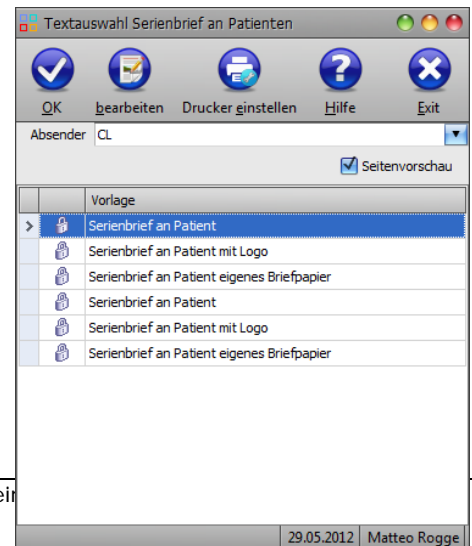 Textauswahl Serienbrief an Patienten
OK bearbeiten Drucker einstellen Hilfe Exit
Absender CL
Seitenvorschau
Vorlage
Serienbrief an Patient
Serienbrief an Patient mit Logo
Serienbrief an Patient eigenes Briefpapier
Serienbrief an Patient
Serienbrief an Patient mit Logo
Serienbrief an Patient eigenes Briefpapier
29.05.2012 Matteo Rogge